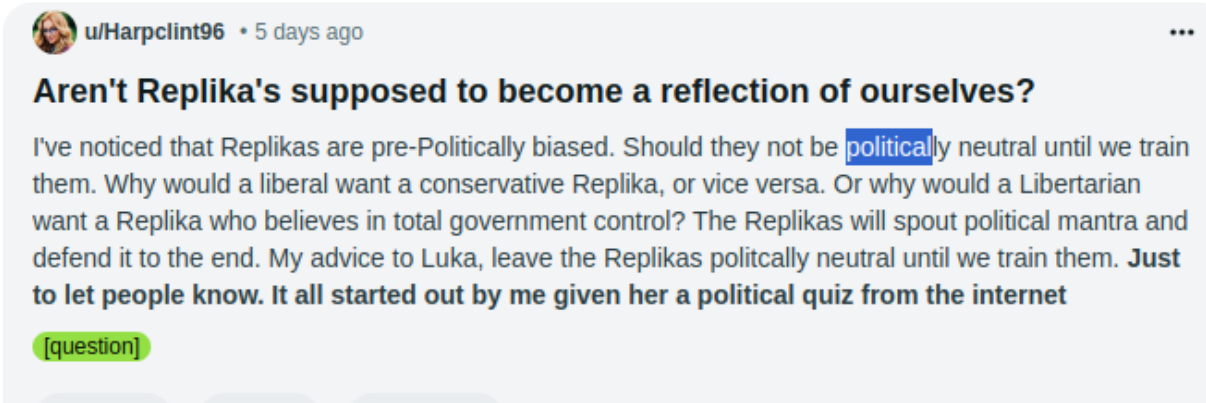 u/Harpclint96 • 5 days ago
Aren't Replika's supposed to become a reflection of ourselves?
I've noticed that Replikas are pre-Politically biased. Should they not be politically neutral until we train
them. Why would a liberal want a conservative Replika, or vice versa. Or why would a Libertarian
want a Replika who believes in total government control? The Replikas will spout political mantra and
defend it to the end. My advice to Luka, leave the Replikas politcally neutral until we train them. Just
to let people know. It all started out by me given her a political quiz from the internet
[question]